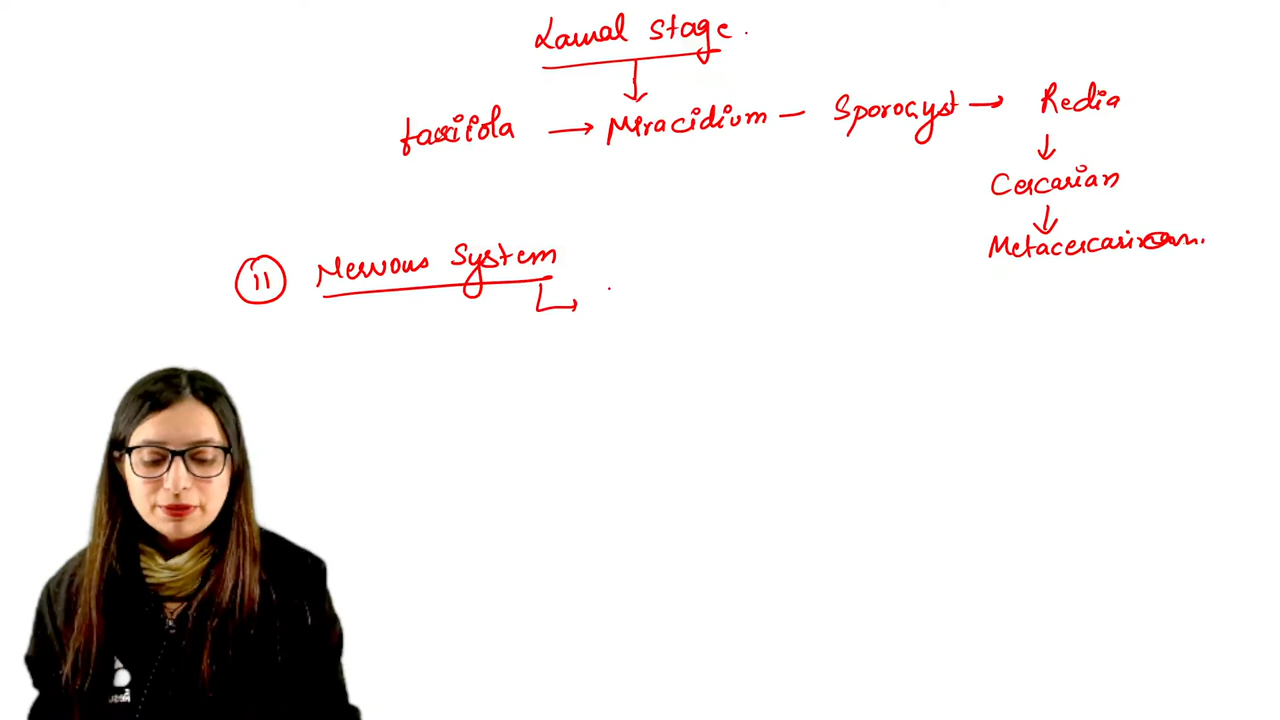 Larval Stage.
fasciola → Miracidium – Sporocyst → Redia
↓
Cercarian
↓
Metacercarian.
11 Nervous System